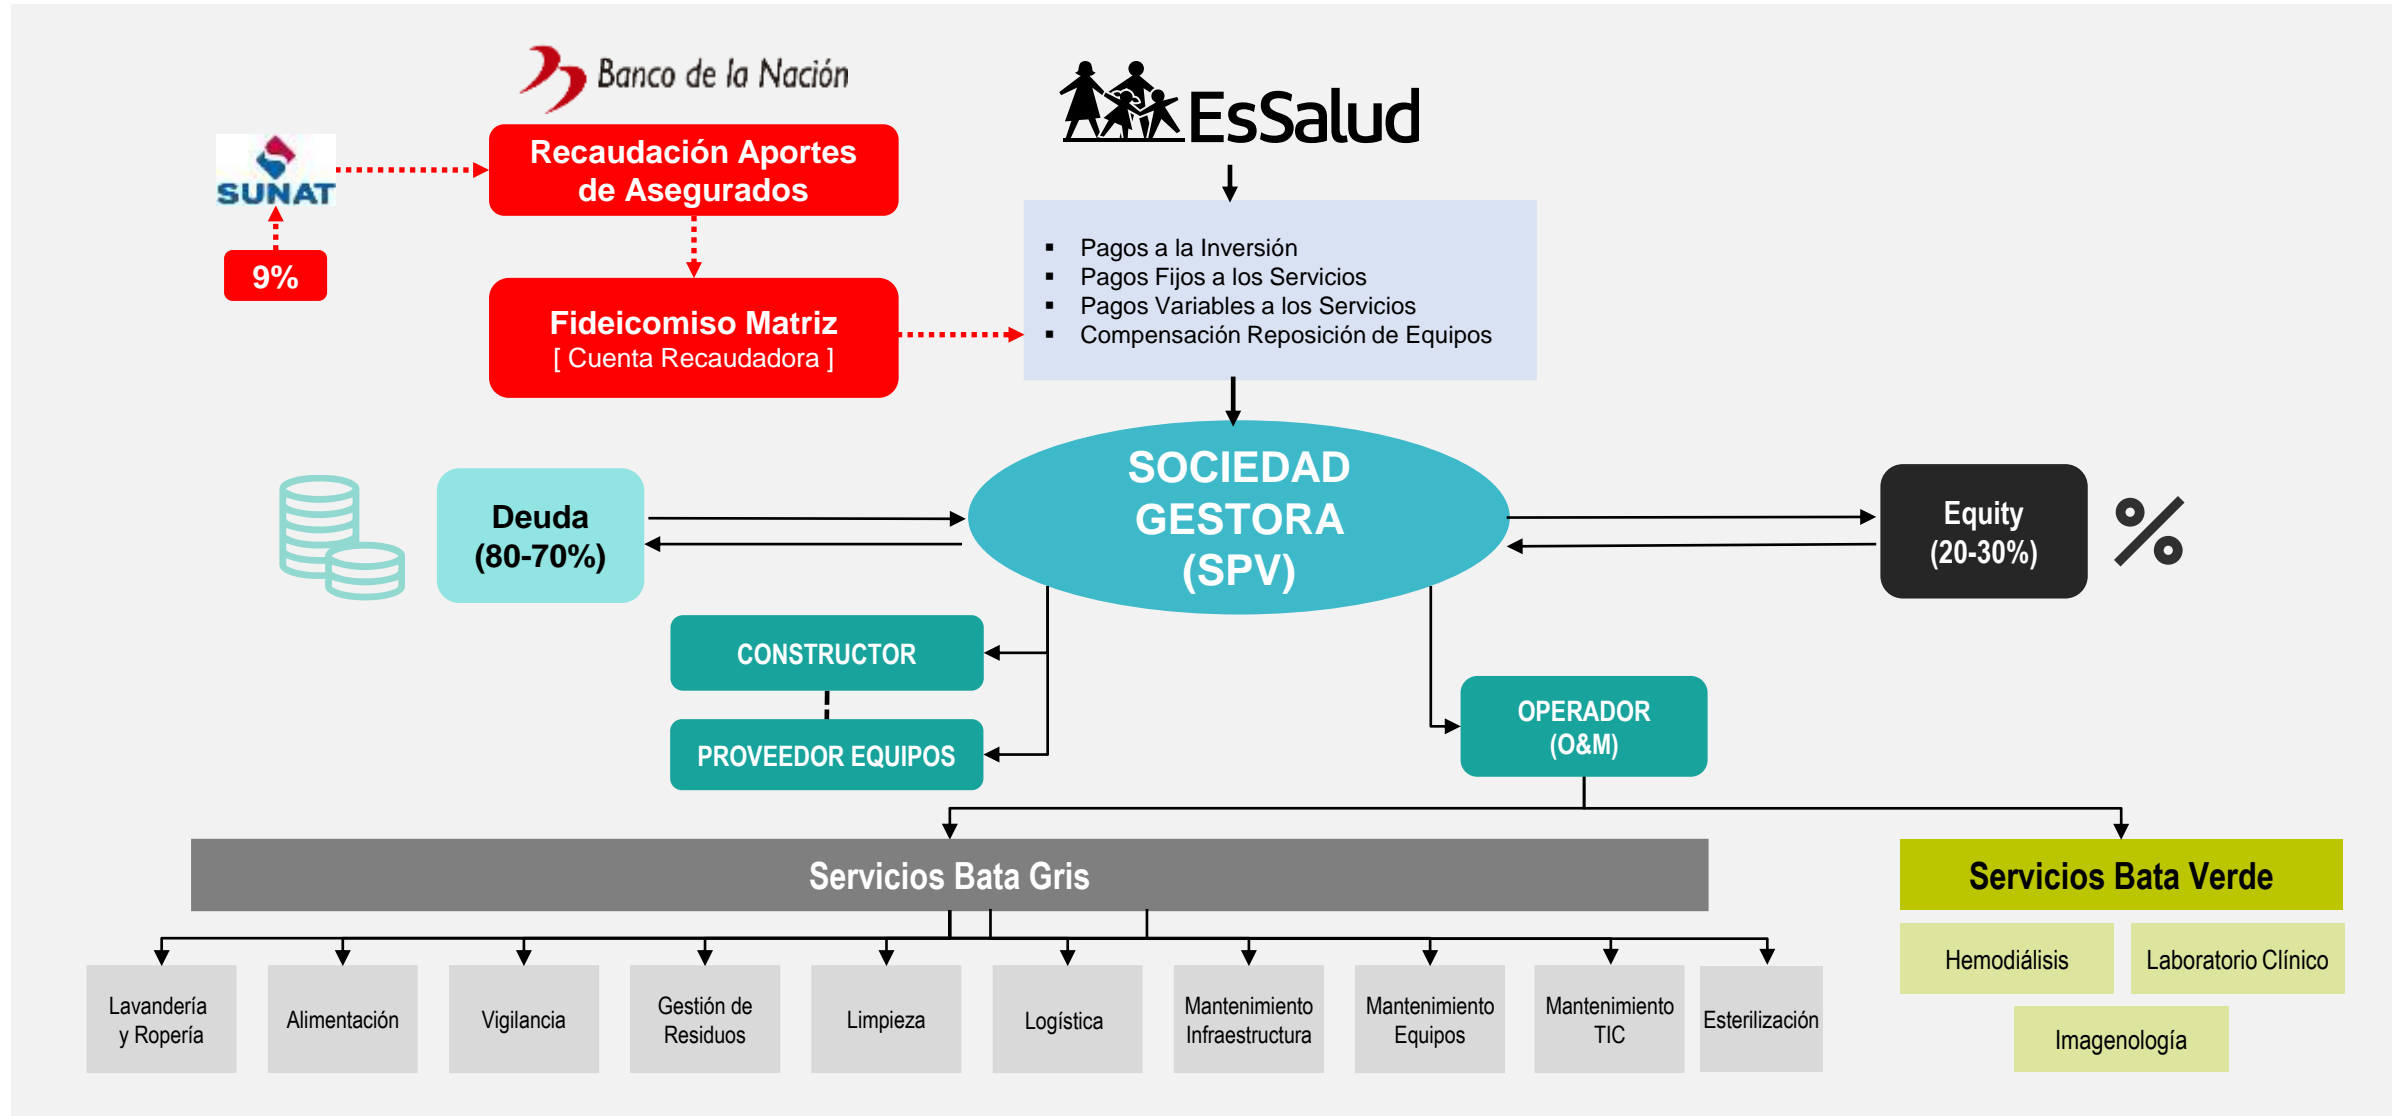 Banco de la Nación
EsSalud
SUNAT
Recaudación Aportes
de Asegurados
9%
Fideicomiso Matriz
[ Cuenta Recaudadora ]
▪ Pagos a la Inversión
▪ Pagos Fijos a los Servicios
▪ Pagos Variables a los Servicios
▪ Compensación Reposición de Equipos
Deuda
(80-70%)
SOCIEDAD
GESTORA
(SPV)
Equity
(20-30%)
%
CONSTRUCTOR
PROVEEDOR EQUIPOS
OPERADOR
(O&M)
Servicios Bata Gris
Servicios Bata Verde
Lavandería
y Ropería
Alimentación
Vigilancia
Gestión de
Residuos
Limpieza
Logística
Mantenimiento
Infraestructura
Mantenimiento
Equipos
Mantenimiento
TIC
Esterilización
Hemodiálisis
Laboratorio Clínico
Imagenología